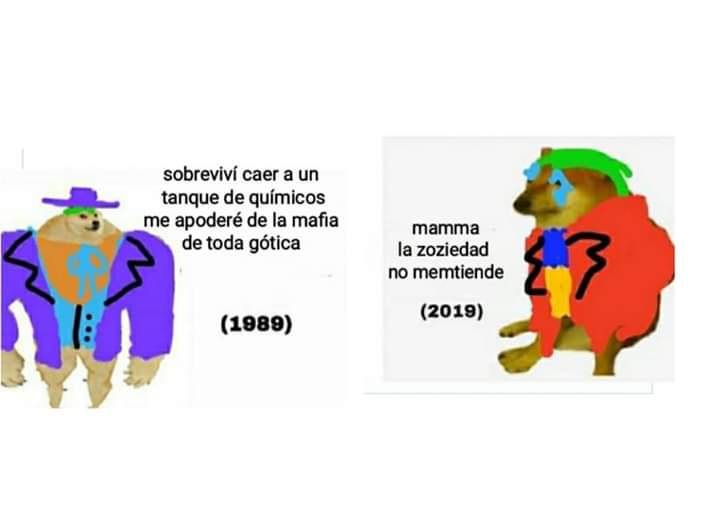 sobreviví caer a un
tanque de químicos
me apoderé de la mafia
de toda gótica
(1989)
mamma
la zoziedad
no memtiende
(2019)